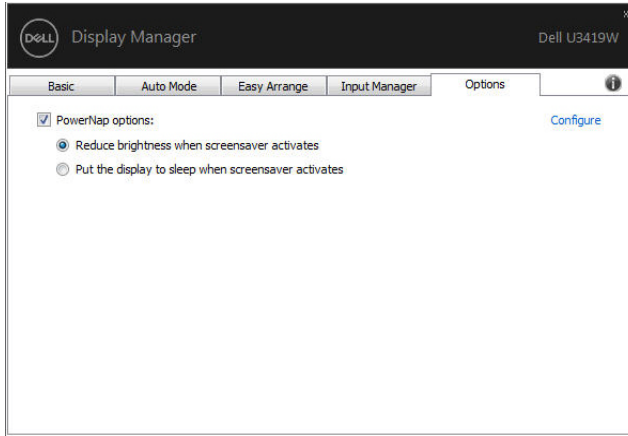 DELL Display Manager Dell U3419W
Basic Auto Mode Easy Arrange Input Manager Options
PowerNap options: Configure
Reduce brightness when screensaver activates
Put the display to sleep when screensaver activates